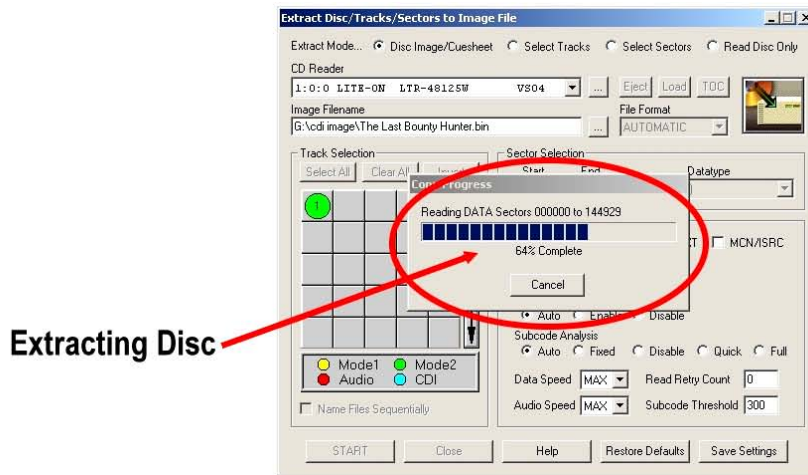 Extract Disc/Tracks/Sectors to Image File
Extract Mode... Disc Image/Cuesheet Select Tracks Select Sectors Read Disc Only
CD Reader
1:0:0 LITE-ON LTR-48125W VS04 ... Eject Load TOC
Image Filename File Format
G:\cdi image\The Last Bounty Hunter.bin ... AUTOMATIC
Track Selection Sector Selection
Select All Clear All Start End Datatype
Progress
1
Reading DATA Sectors 000000 to 144929
64% Complete
MCN/ISRC
Cancel
Auto Enable Disable
Extracting Disc
Subcode Analysis
Auto Fixed Disable Quick Full
Mode1 Mode2
Audio CDI
Data Speed MAX Read Retry Count 0
Name Files Sequentially
Audio Speed MAX Subcode Threshold 300
START Close Help Restore Defaults Save Settings